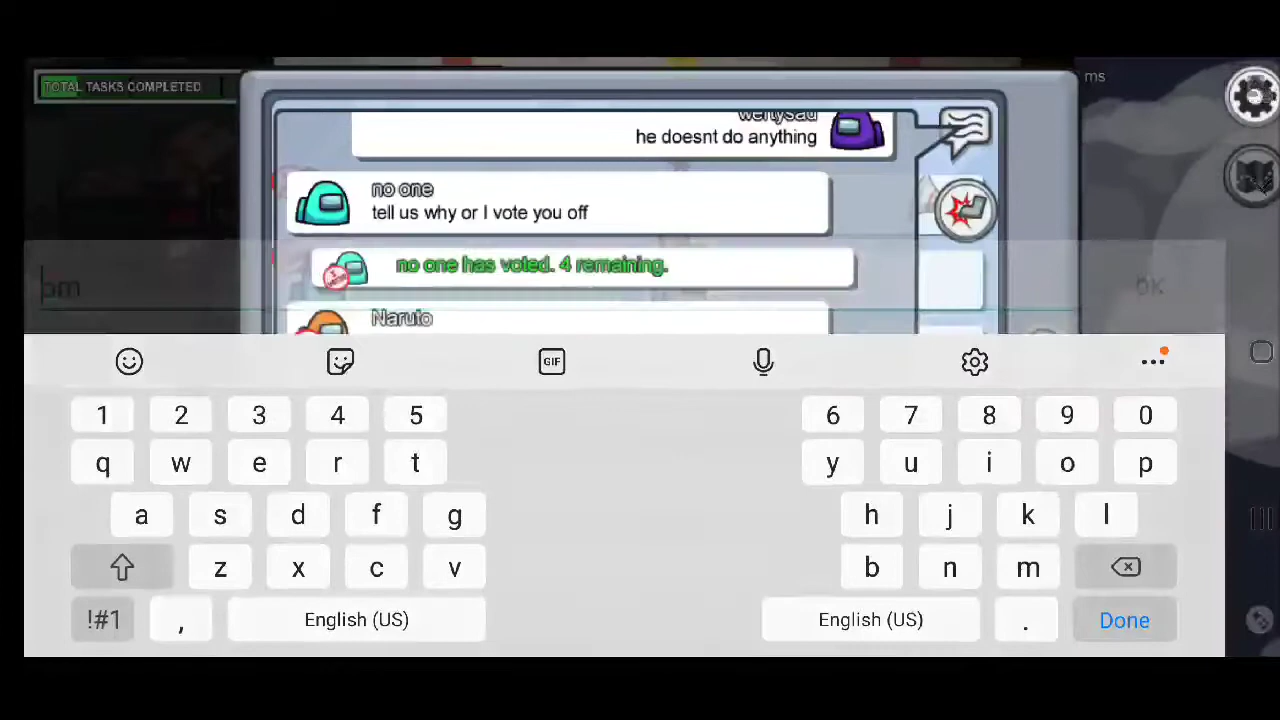 TOTAL TASKS COMPLETED
ms
he doesnt do anything
no one
tell us why or I vote you off
no one has voted. 4 remaining.
om
OK
Naruto
GIF
1 2 3 4 5 6 7 8 9 0
q w e r t y u i o p
a s d f g h j k l
z x c v b n m
!#1 , English (US) English (US) . Done